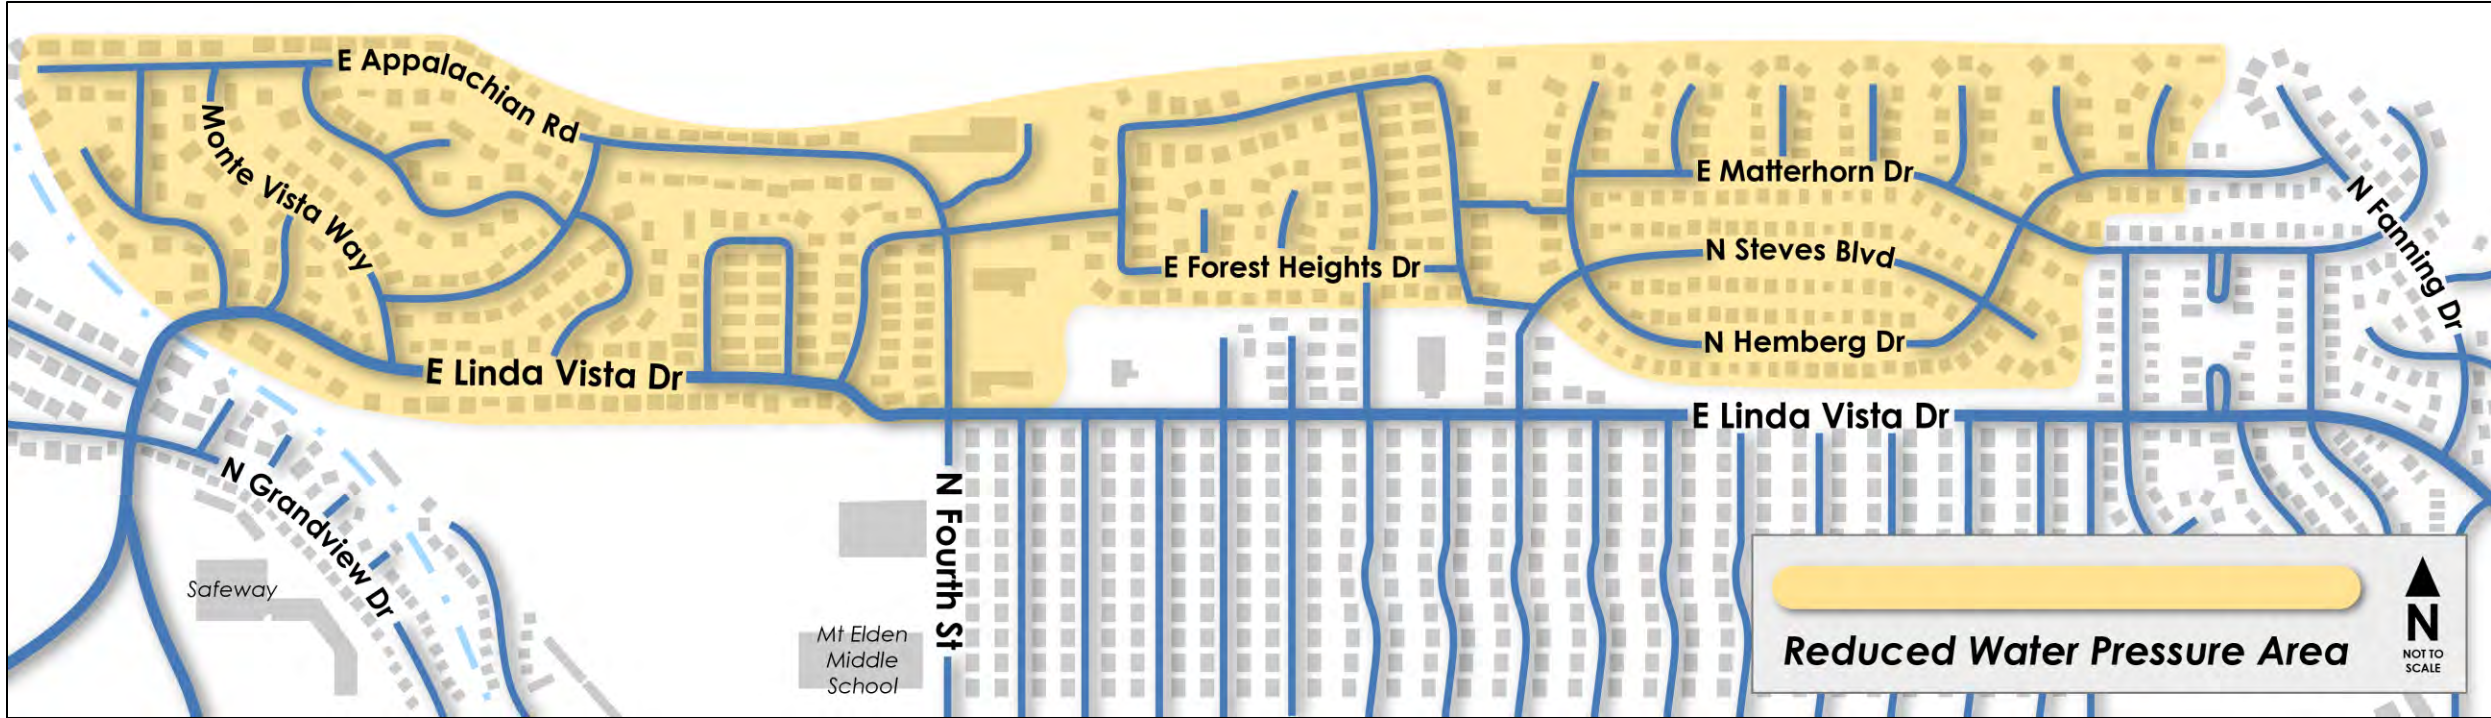 E Appalachian Rd
Monte Vista Way
E Matterhorn Dr
N Fanning Dr
N Steves Blvd
E Forest Heights Dr
N Hemberg Dr
E Linda Vista Dr
E Linda Vista Dr
N Grandview Dr
N Fourth St
Safeway
Mt Elden
Middle
School
Reduced Water Pressure Area
N
NOT TO
SCALE